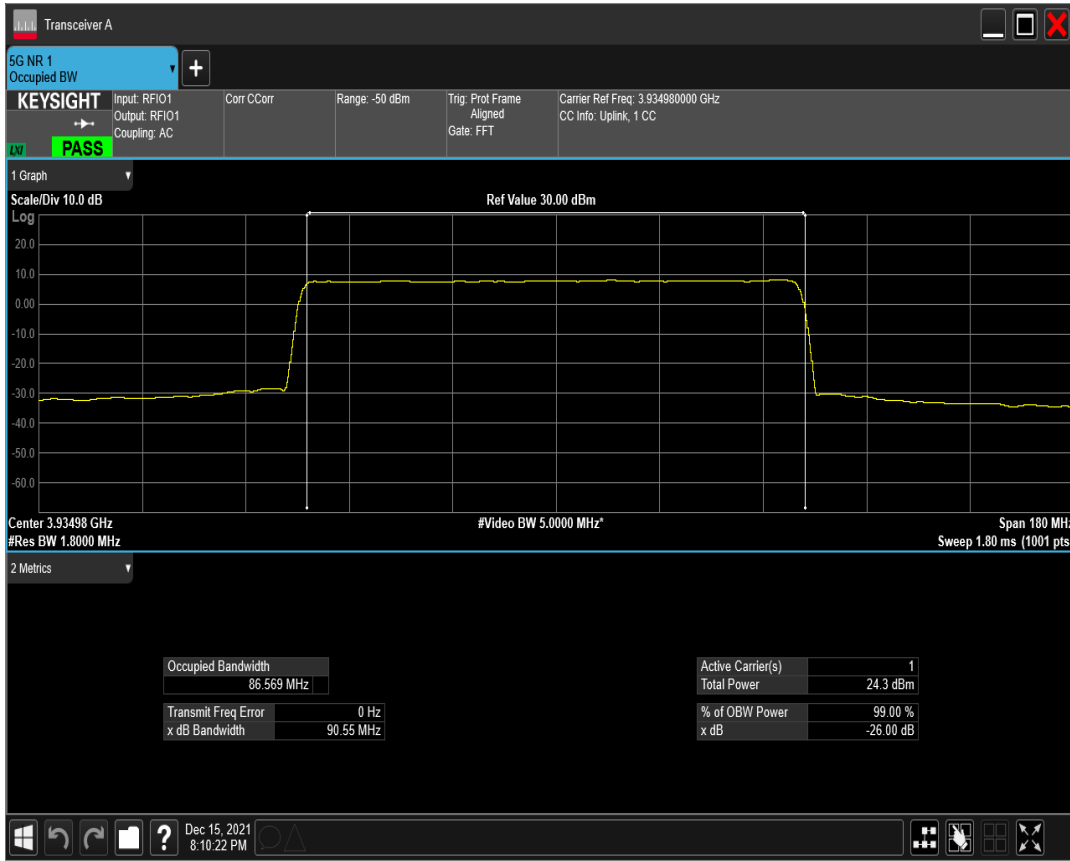 Transceiver A
5G NR 1
Occupied BW
KEYSIGHT
LXI PASS
Input: RFIO1
Output: RFIO1
Coupling: AC
Corr CCorr
Range: -50 dBm
Trig: Prot Frame
Aligned
Gate: FFT
Carrier Ref Freq: 3.934980000 GHz
CC Info: Uplink, 1 CC
1 Graph
Scale/Div 10.0 dB
Ref Value 30.00 dBm
Log
20.0
10.0
0.00
-10.0
-20.0
-30.0
-40.0
-50.0
-60.0
Center 3.93498 GHz
#Video BW 5.0000 MHz*
Span 180 MHz
#Res BW 1.8000 MHz
Sweep 1.80 ms (1001 pts
2 Metrics
Occupied Bandwidth
86.569 MHz
Transmit Freq Error 0 Hz
x dB Bandwidth 90.55 MHz
Active Carrier(s) 1
Total Power 24.3 dBm
% of OBW Power 99.00 %
x dB -26.00 dB
Dec 15, 2021
8:10:22 PM